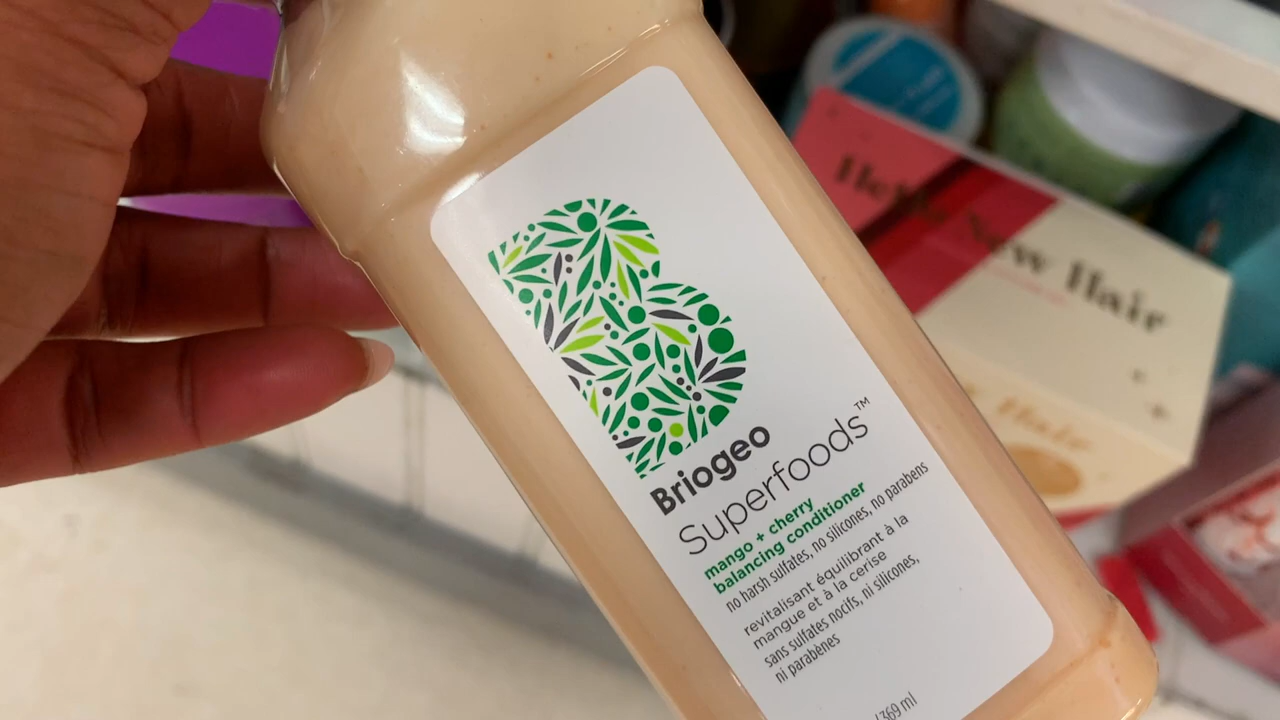 Briogeo
Superfoods™
mango + cherry
balancing conditioner
no harsh sulfates, no silicones, no parabens
revitalisant équilibrant à la
mangue et à la cerise
sans sulfates nocifs, ni silicones,
ni parabènes
/369 ml
Hello New Hair
Hair